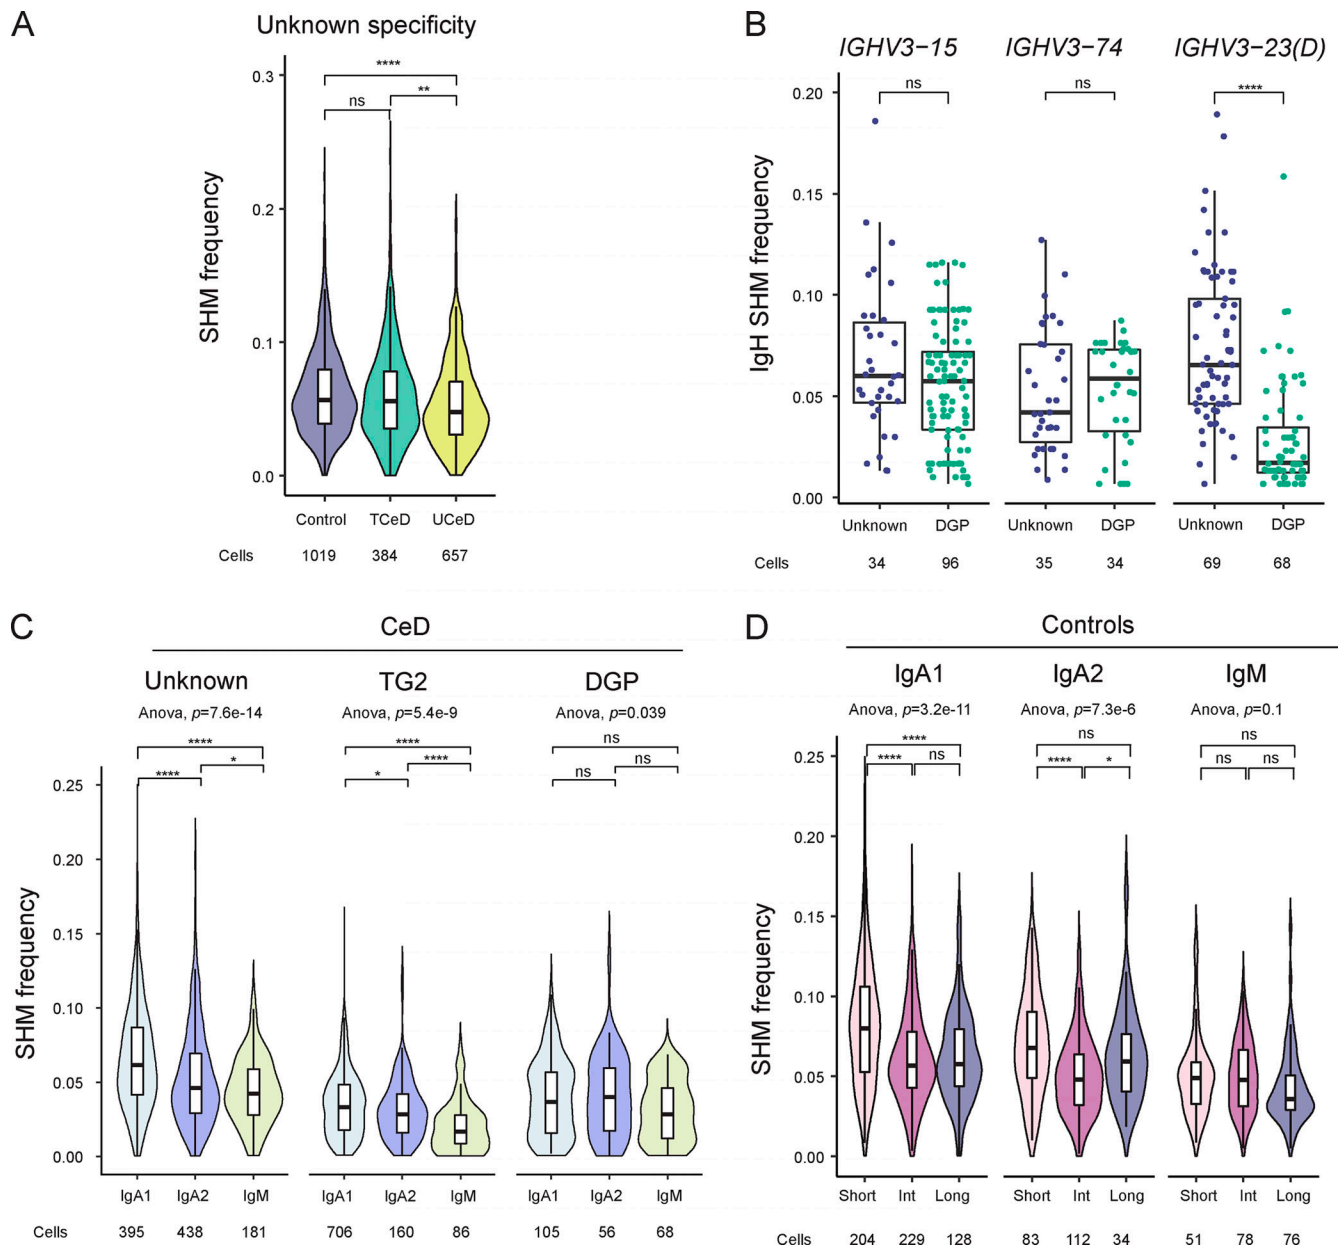 A
Unknown specificity
0.3
0.2
0.1
0.0
SHM frequency
****
ns
**
Control TCeD UCeD
Cells 1019 384 657
B
IGHV3−15 IGHV3−74 IGHV3−23(D)
ns ns ****
0.20
0.15
0.10
0.05
0.00
IgH SHM frequency
Unknown DGP Unknown DGP Unknown DGP
Cells 34 96 35 34 69 68
C
CeD
Unknown TG2 DGP
Anova, p=7.6e-14 Anova, p=5.4e-9 Anova, p=0.039
**** **** ns
**** * * **** ns ns
0.25
0.20
0.15
0.10
0.05
0.00
SHM frequency
IgA1 IgA2 IgM IgA1 IgA2 IgM IgA1 IgA2 IgM
Cells 395 438 181 706 160 86 105 56 68
D
Controls
IgA1 IgA2 IgM
Anova, p=3.2e-11 Anova, p=7.3e-6 Anova, p=0.1
**** ns ns
**** ns **** * ns ns
0.25
0.20
0.15
0.10
0.05
0.00
SHM frequency
Short Int Long Short Int Long Short Int Long
Cells 204 229 128 83 112 34 51 78 76